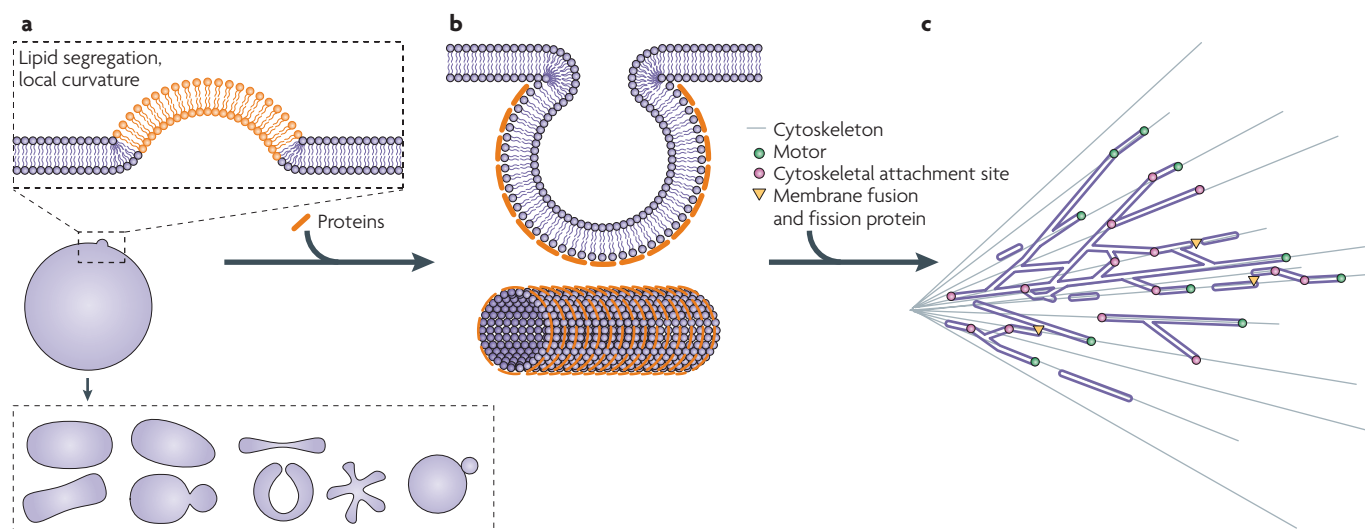 a
Lipid segregation,
local curvature
Proteins
b
Cytoskeleton
Motor
Cytoskeletal attachment site
Membrane fusion
and fission protein
c